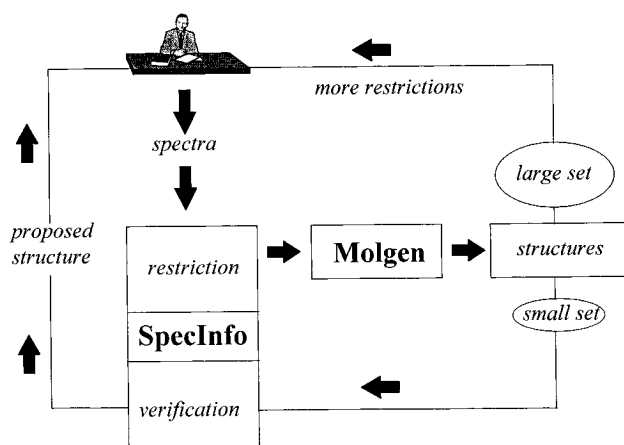 more restrictions
spectra
large set
proposed
structure
restriction
Molgen
structures
SpecInfo
small set
verification